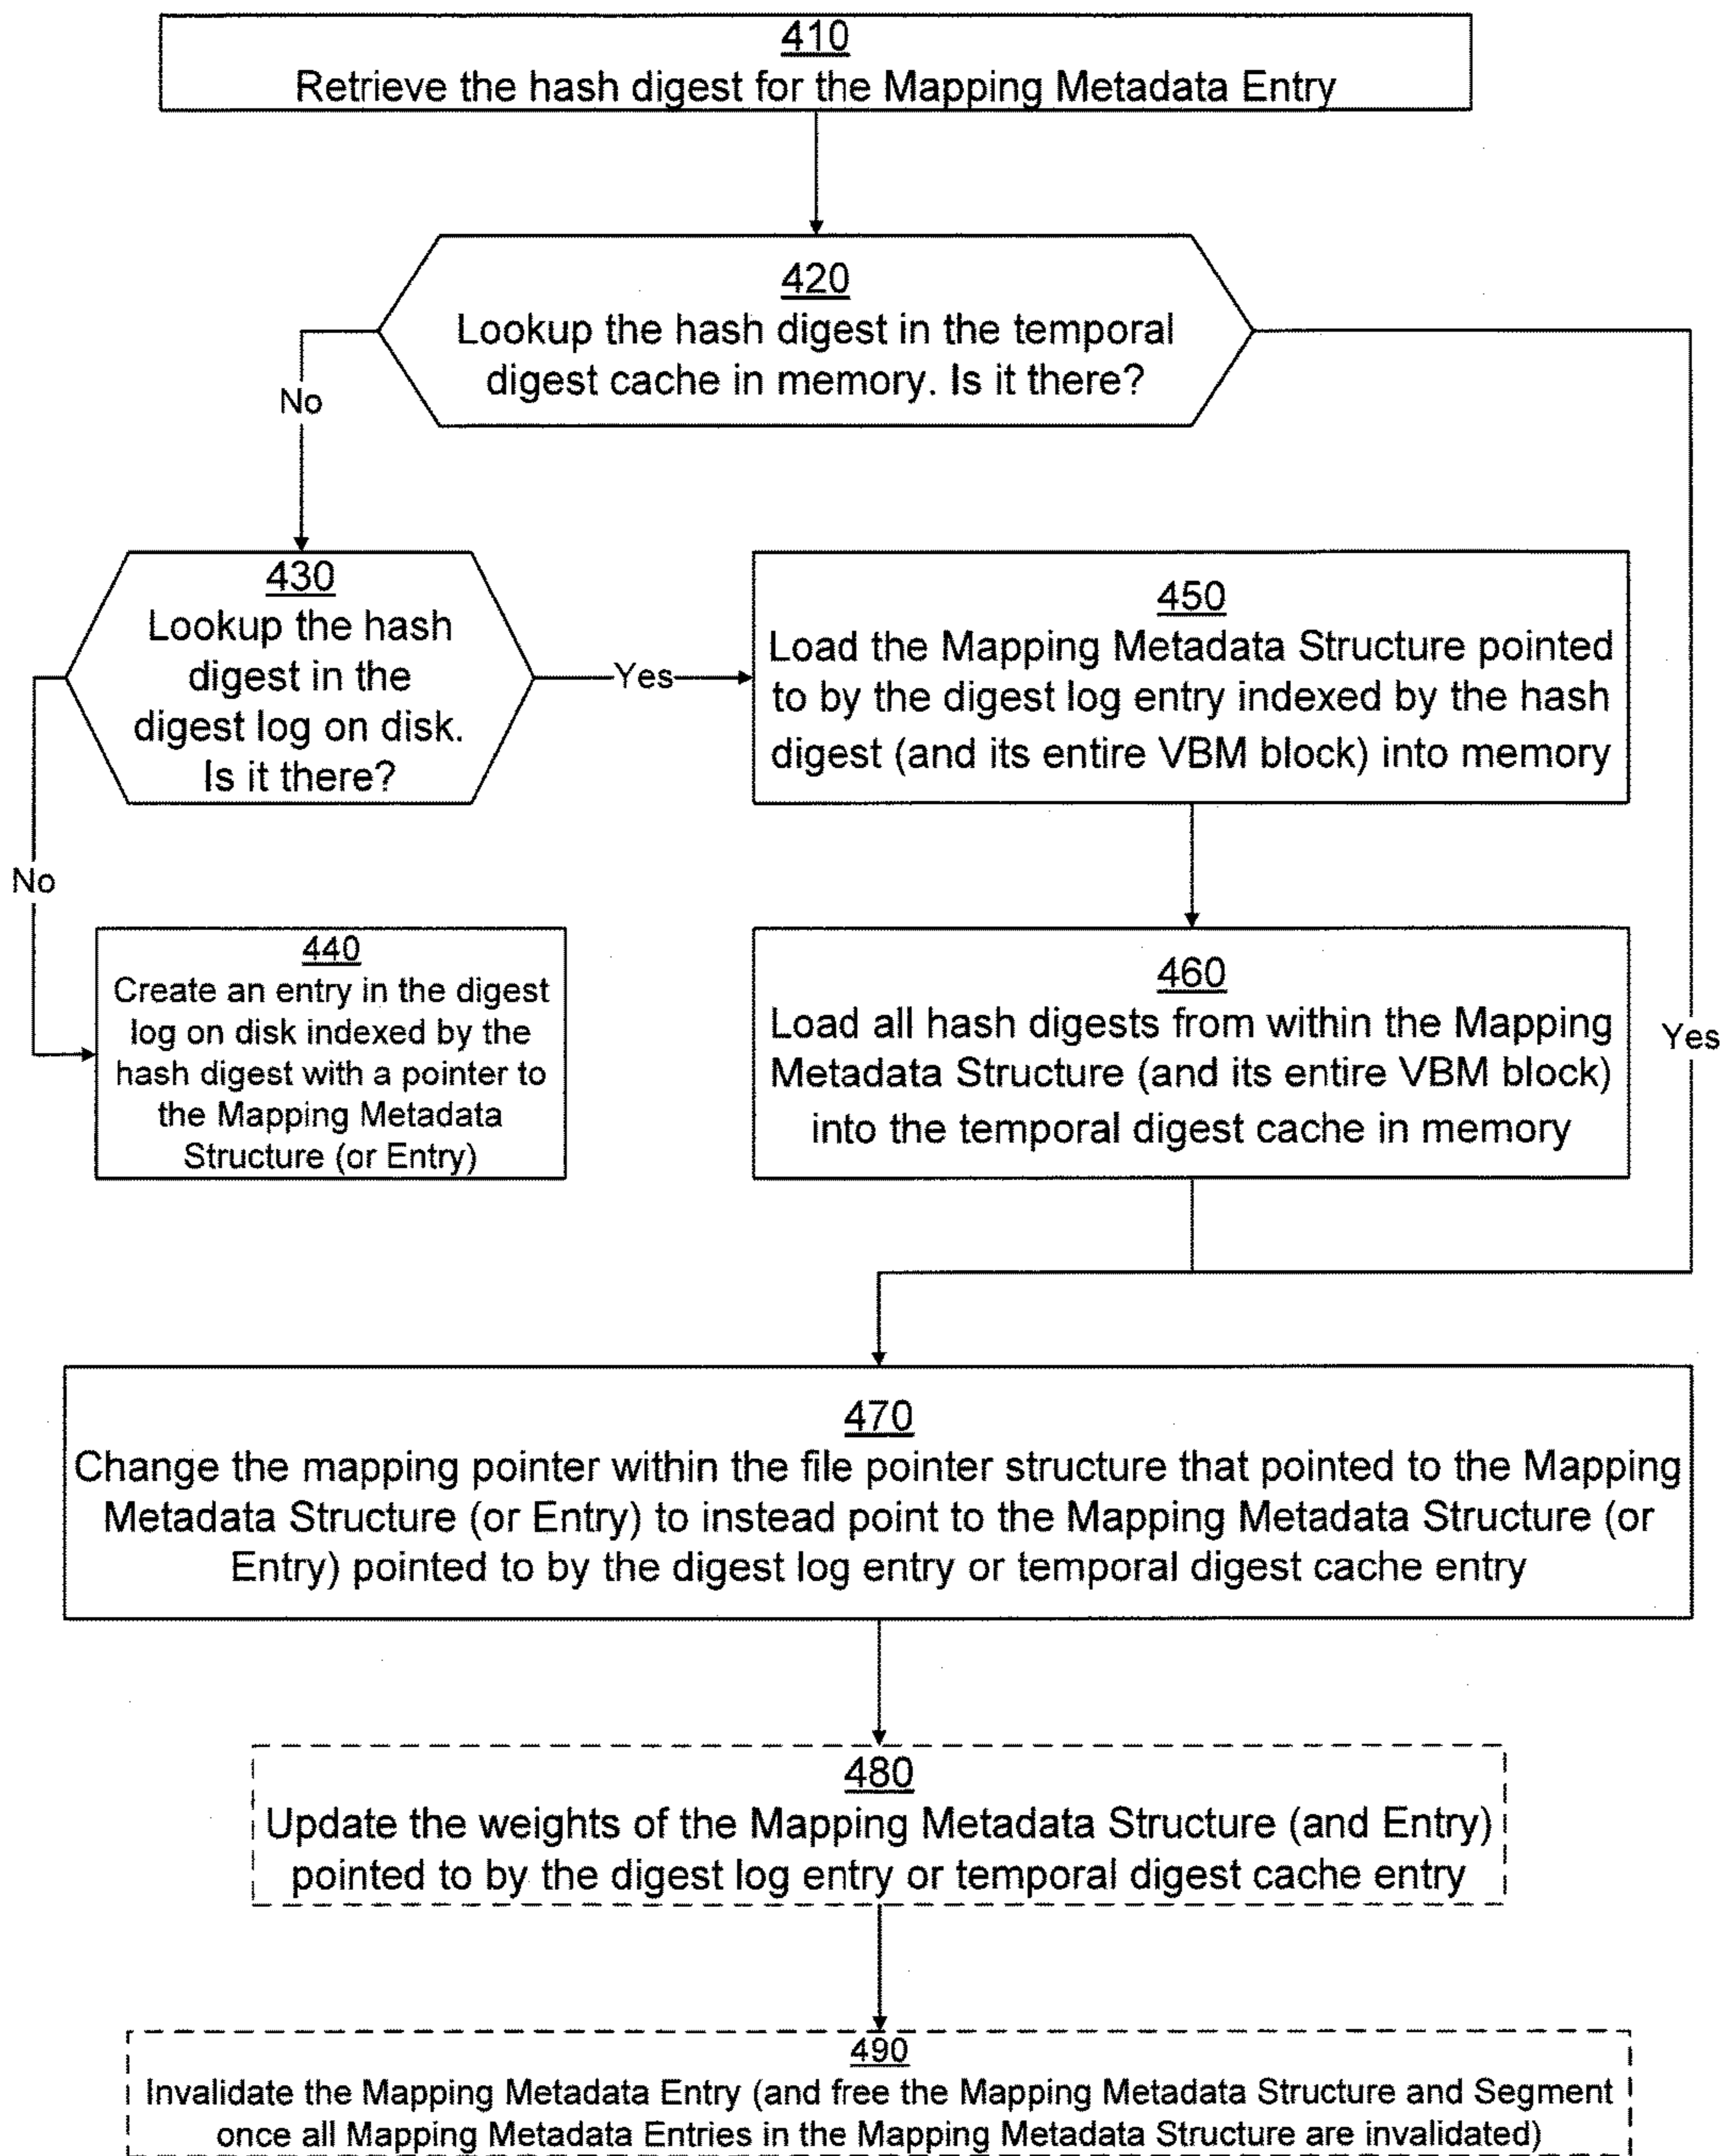 410
Retrieve the hash digest for the Mapping Metadata Entry
420
Lookup the hash digest in the temporal
digest cache in memory. Is it there?
No
430
Lookup the hash
digest in the
digest log on disk.
Is it there?
Yes
450
Load the Mapping Metadata Structure pointed
to by the digest log entry indexed by the hash
digest (and its entire VBM block) into memory
No
440
Create an entry in the digest
log on disk indexed by the
hash digest with a pointer to
the Mapping Metadata
Structure (or Entry)
460
Load all hash digests from within the Mapping
Metadata Structure (and its entire VBM block)
into the temporal digest cache in memory
Yes
470
Change the mapping pointer within the file pointer structure that pointed to the Mapping
Metadata Structure (or Entry) to instead point to the Mapping Metadata Structure (or
Entry) pointed to by the digest log entry or temporal digest cache entry
480
Update the weights of the Mapping Metadata Structure (and Entry)
pointed to by the digest log entry or temporal digest cache entry
490
Invalidate the Mapping Metadata Entry (and free the Mapping Metadata Structure and Segment
once all Mapping Metadata Entries in the Mapping Metadata Structure are invalidated)